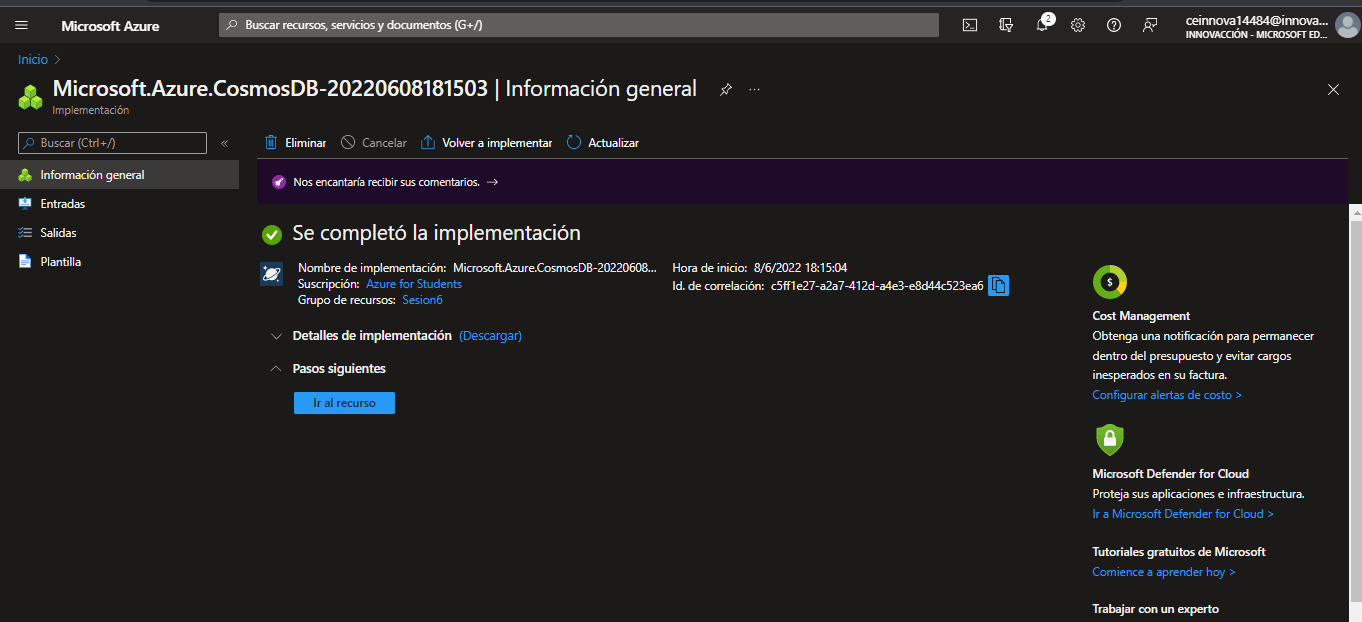 Microsoft Azure
Buscar recursos, servicios y documentos (G+/)
2
ceinnova14484@innova...
INNOVACCIÓN - MICROSOFT ED...
Inicio >
Microsoft.Azure.CosmosDB-20220608181503 | Información general
...
Implementación
Buscar (Ctrl+/)
«
Eliminar
Cancelar
Volver a implementar
Actualizar
Información general
Entradas
Salidas
Plantilla
Nos encantaría recibir sus comentarios. →
Se completó la implementación
Nombre de implementación: Microsoft.Azure.CosmosDB-20220608...
Suscripción: Azure for Students
Grupo de recursos: Sesion6
Hora de inicio: 8/6/2022 18:15:04
Id. de correlación: c5ff1e27-a2a7-412d-a4e3-e8d44c523ea6
Detalles de implementación (Descargar)
Pasos siguientes
Ir al recurso
$
Cost Management
Obtenga una notificación para permanecer
dentro del presupuesto y evitar cargos
inesperados en su factura.
Configurar alertas de costo >
Microsoft Defender for Cloud
Proteja sus aplicaciones e infraestructura.
Ir a Microsoft Defender for Cloud >
Tutoriales gratuitos de Microsoft
Comience a aprender hoy >
Trabajar con un experto